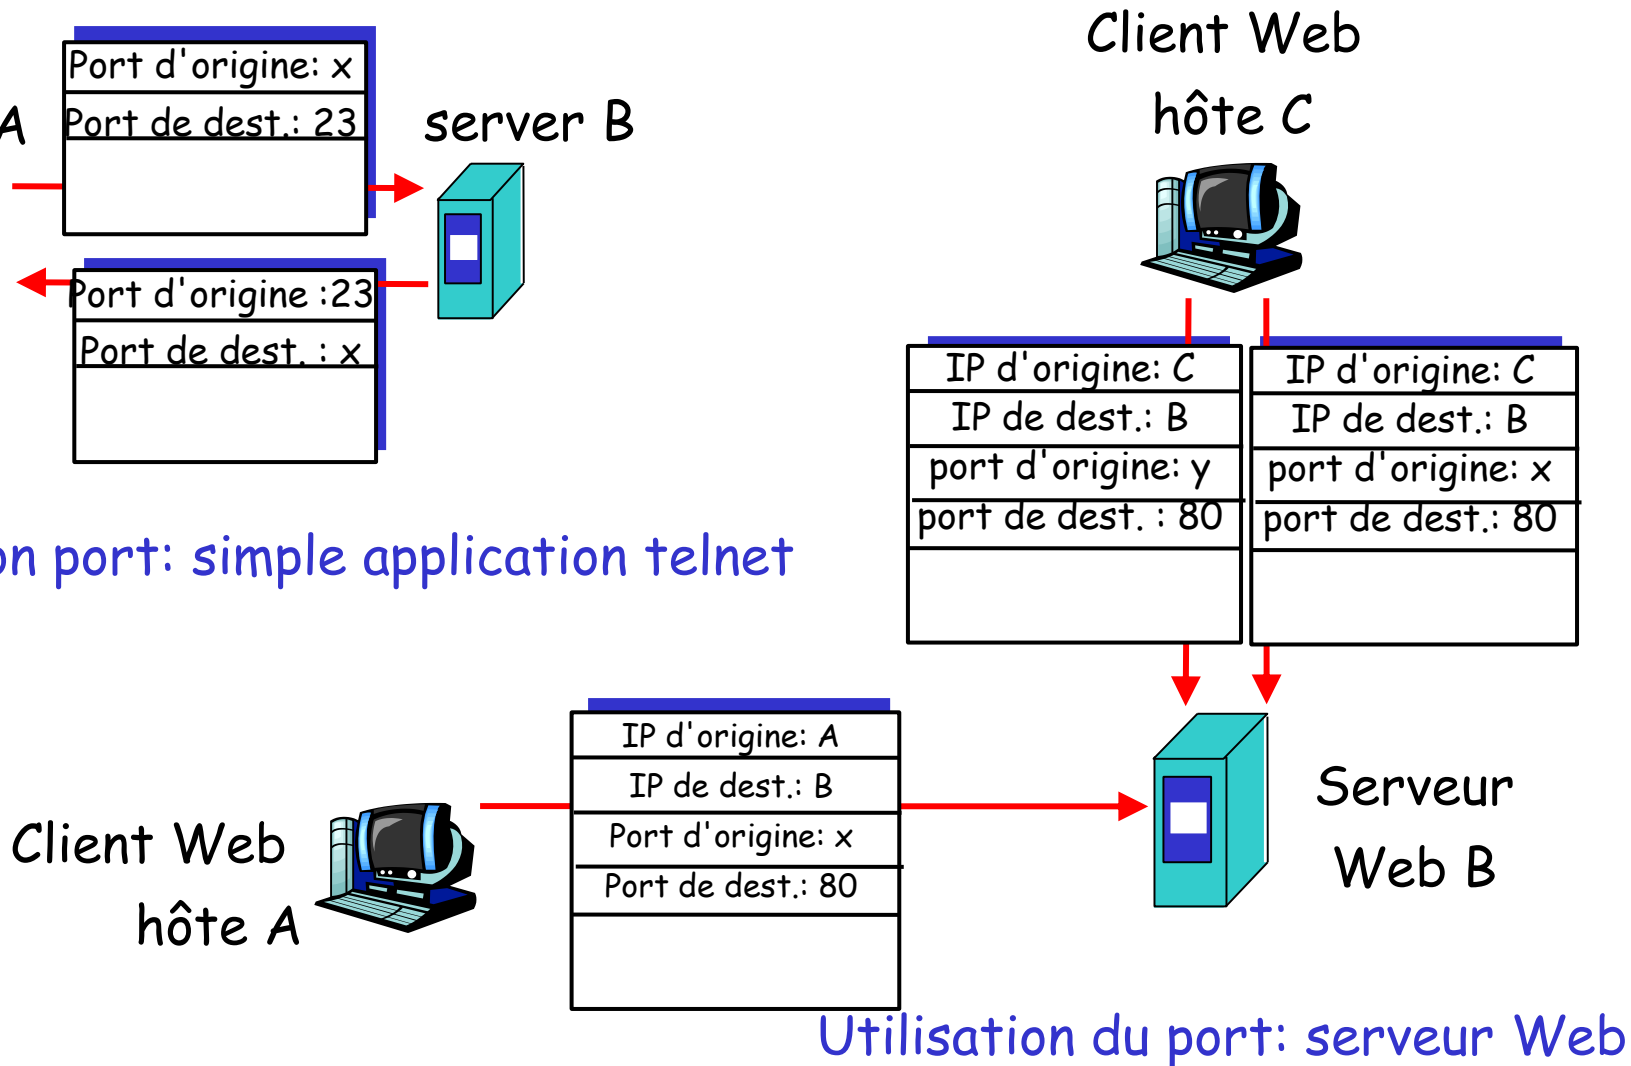 Port d'origine: x
Port de dest.: 23
A
server B
Port d'origine :23
Port de dest. : x
on port: simple application telnet
Client Web
hôte C
IP d'origine: C
IP de dest.: B
port d'origine: y
port de dest. : 80
IP d'origine: C
IP de dest.: B
port d'origine: x
port de dest.: 80
Client Web
hôte A
IP d'origine: A
IP de dest.: B
Port d'origine: x
Port de dest.: 80
Serveur
Web B
Utilisation du port: serveur Web